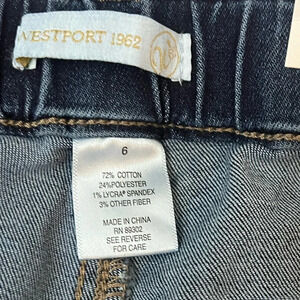 WESTPORT 1962
6
72% COTTON
24%POLYESTER
1% LYCRA® SPANDEX
3% OTHER FIBER
MADE IN CHINA
RN 89302
SEE REVERSE
FOR CARE